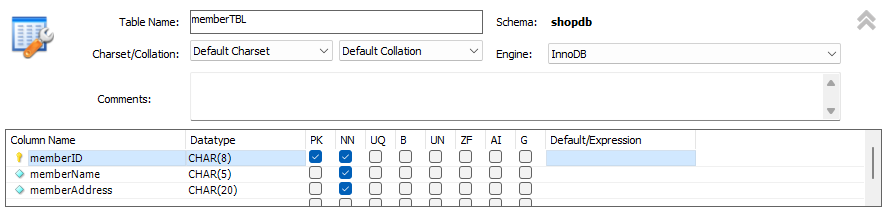 Table Name: memberTBL Schema: shopdb
Charset/Collation: Default Charset Default Collation Engine: InnoDB
Comments:
Column Name Datatype PK NN UQ B UN ZF AI G Default/Expression
memberID CHAR(8)
memberName CHAR(5)
memberAddress CHAR(20)